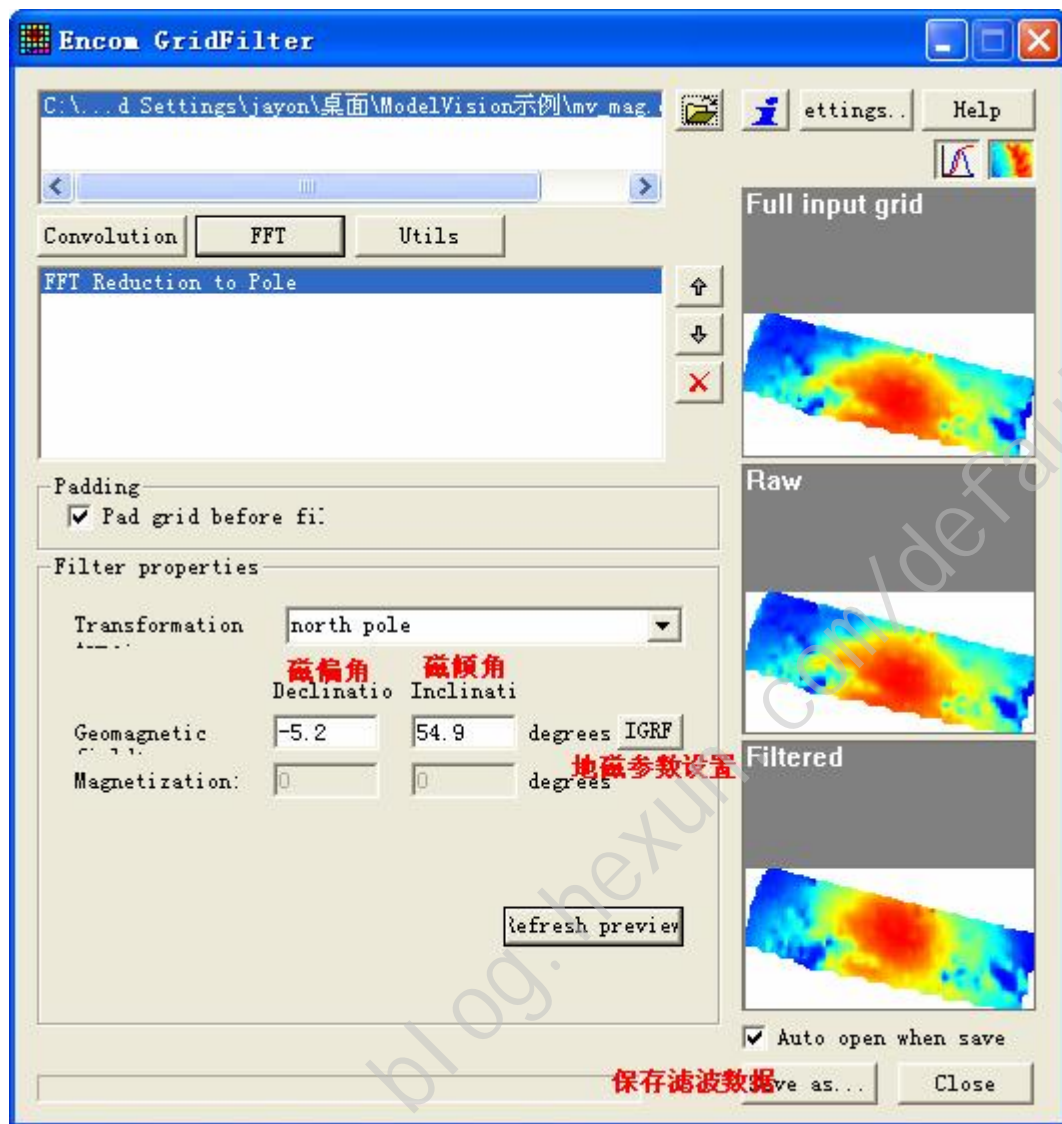 Encom GridFilter
C:\...d Settings\jayon\桌面\ModelVision示例\mv_mag.
ettings..
Help
Convolution
FFT
Utils
FFT Reduction to Pole
Full input grid
Padding
Pad grid before fi
Raw
Filter properties
Transformation
north pole
磁偏角 磁倾角
Declinatio Inclinati
Geomagnetic
-5.2 54.9 degrees IGRF
地磁参数设置
Magnetization: 0 0 degrees
Filtered
Refresh preview
Auto open when save
保存滤波数据
ve as...
Close
blog.hexun.com/defaul